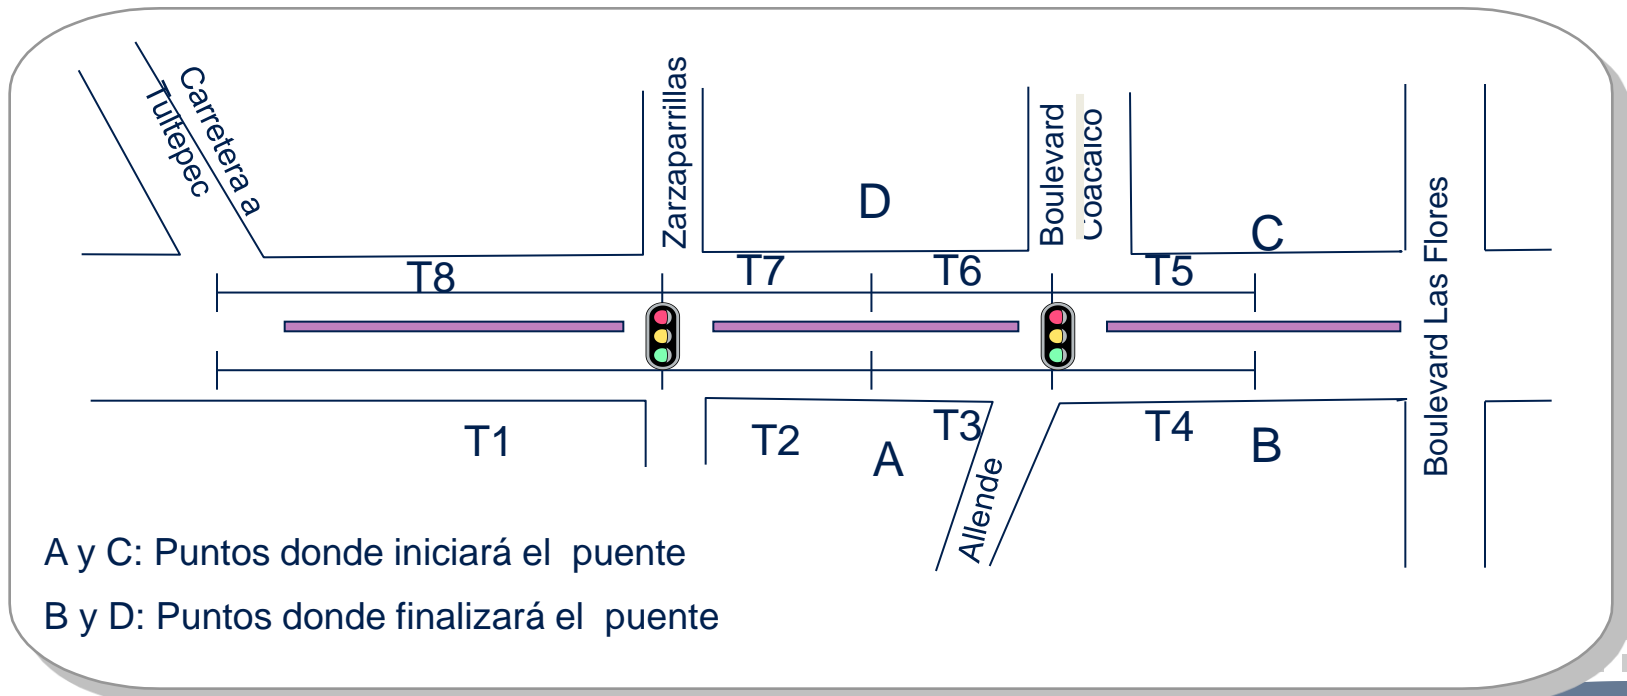 Carretera a
Tultepec
Zarzaparrillas
Boulevard
Coacalco
Boulevard Las Flores
D
C
T8
T7
T6
T5
T1
T2
A
T3
T4
B
Allende
A y C: Puntos donde iniciará el puente
B y D: Puntos donde finalizará el puente